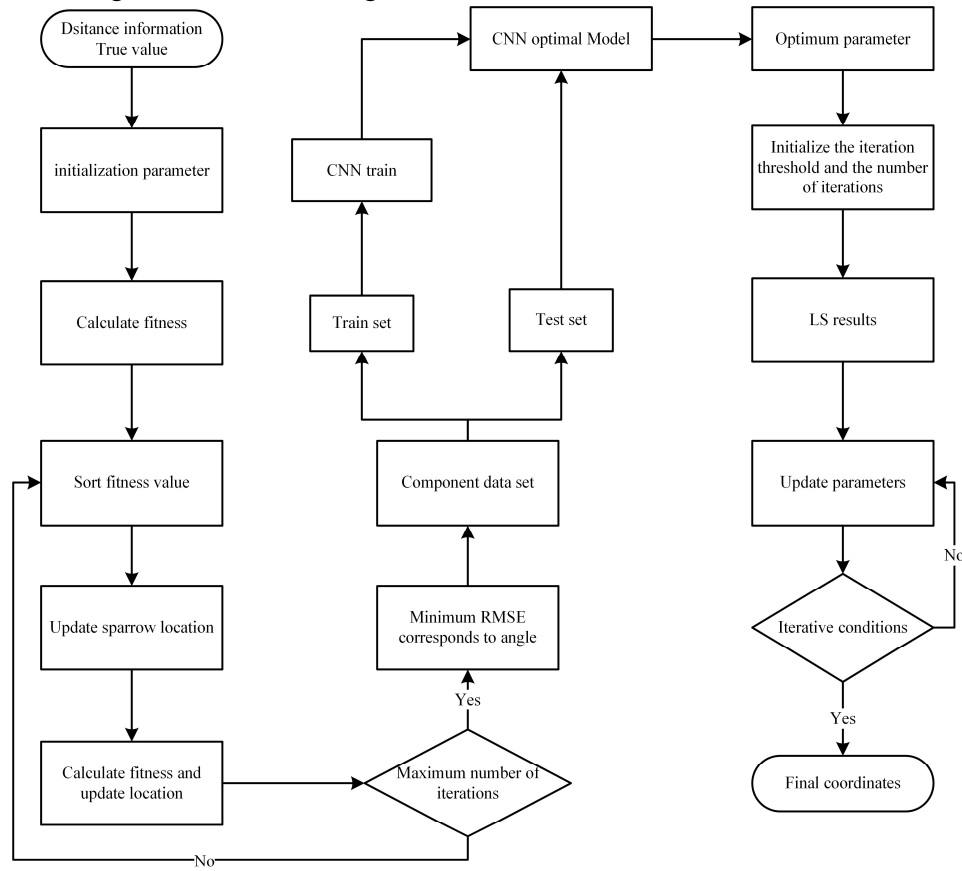 Dsitance information
True value
initialization parameter
Calculate fitness
Sort fitness value
Update sparrow location
Calculate fitness and
update location
No
Maximum number of
iterations
Yes
Minimum RMSE
corresponds to angle
Component data set
Train set
Test set
CNN train
CNN optimal Model
Optimum parameter
Initialize the iteration
threshold and the number
of iterations
LS results
Update parameters
No
Iterative conditions
Yes
Final coordinates